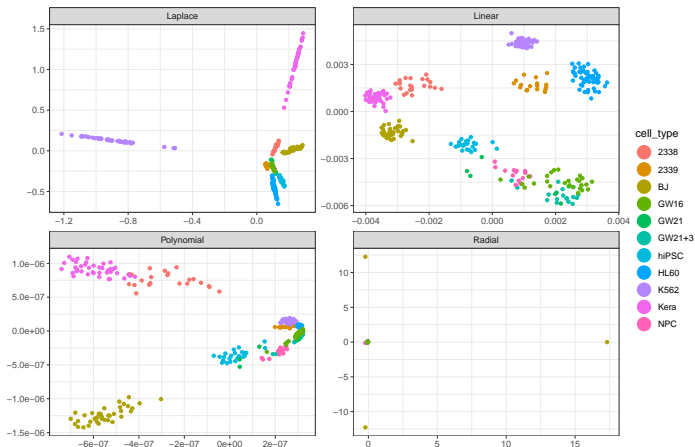 Laplace
1.5
1.0
0.5
0.0
−0.5
−1.2
−0.8
−0.4
0.0
Linear
0.003
0.000
−0.003
−0.006
−0.004
−0.002
0.000
0.002
0.004
Polynomial
1.0e−06
5.0e−07
0.0e+00
−5.0e−07
−1.0e−06
−1.5e−06
−6e−07
−4e−07
−2e−07
0e+00
2e−07
Radial
10
5
0
−5
−10
0
5
10
15
cell_type
2338
2339
BJ
GW16
GW21
GW21+3
hiPSC
HL60
K562
Kera
NPC